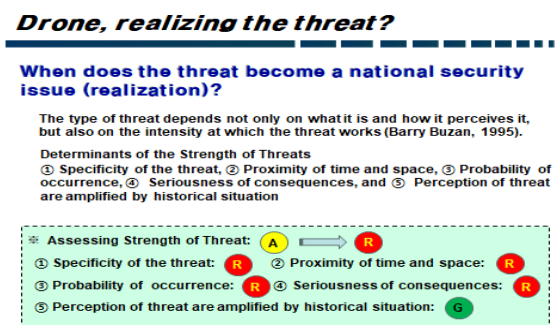 Drone, realizing the threat?
When does the threat become a national security
issue (realization)?
The type of threat depends not only on what it is and how it perceives it,
but also on the intensity at which the threat works (Barry Buzan, 1995).
Determinants of the Strength of Threats
① Specificity of the threat, ② Proximity of time and space, ③ Probability of
occurrence, ④ Seriousness of consequences, and ⑤ Perception of threat
are amplified by historical situation
※ Assessing Strength of Threat: A R
① Specificity of the threat: R ② Proximity of time and space: R
③ Probability of occurrence: R ④ Seriousness of consequences: R
⑤ Perception of threat are amplified by historical situation: G